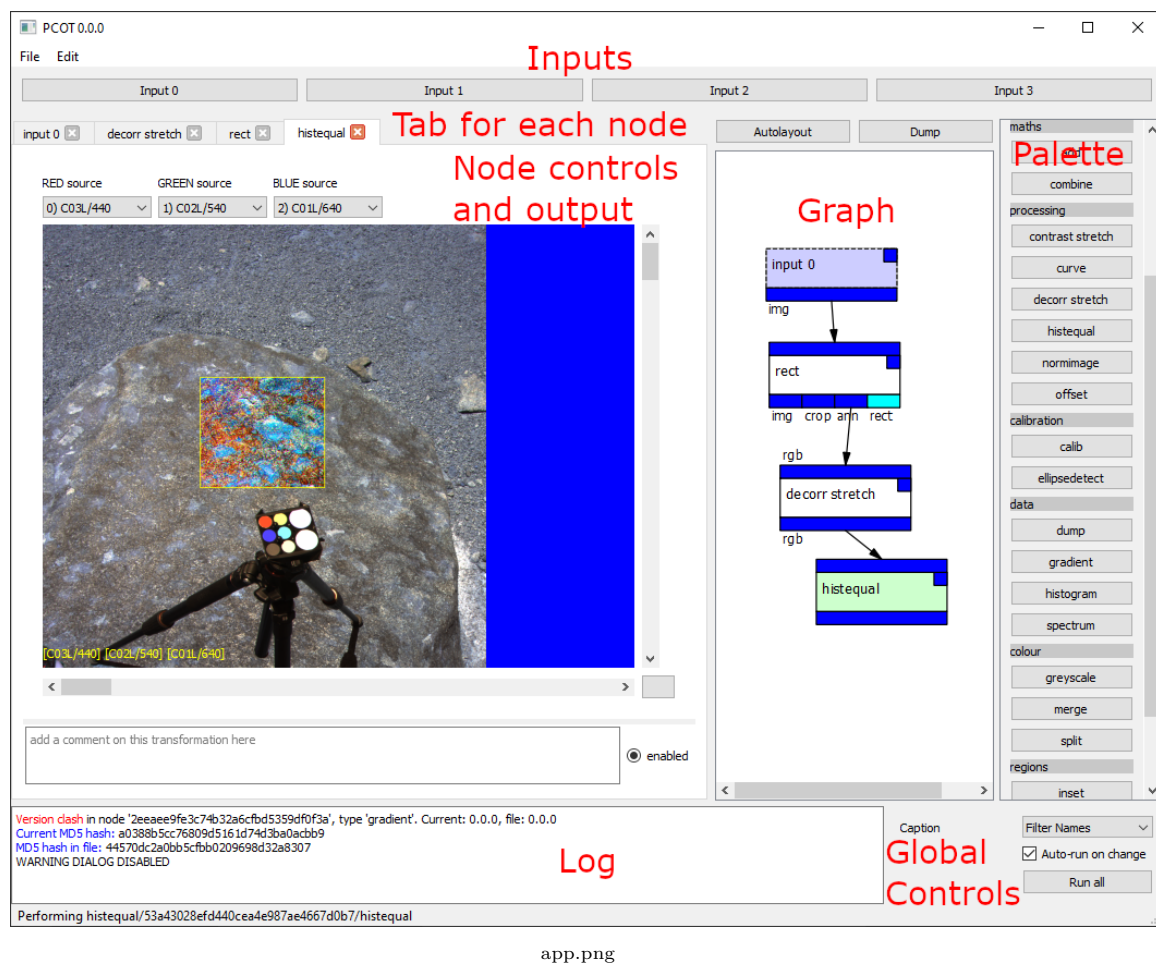 PCOT 0.0.0
File Edit
Inputs
Input 0 Input 1 Input 2 Input 3
input 0 decorr stretch rect histequal
Tab for each node
Node controls
and output
RED source GREEN source BLUE source
0) C03L/440 1) C02L/540 2) C01L/640
[C03L/440] [C02L/540] [C01L/640]
add a comment on this transformation here
enabled
Autolayout Dump
Graph
input 0
img
rect
img crop ann rect
rgb
decorr stretch
rgb
histequal
Palette
maths
combine
processing
contrast stretch
curve
decorr stretch
histequal
normimage
offset
calibration
calib
ellipsedetect
data
dump
gradient
histogram
spectrum
colour
greyscale
merge
split
regions
inset
Version clash in node '2eeaee9fe3c74b32a6cfbd5359df0f3a', type 'gradient'. Current: 0.0.0, file: 0.0.0
Current MD5 hash: a0388b5cc76809d5161d74d3ba0acbb9
MD5 hash in file: 44570dc2a0bb5cfbb0209698d32a8307
WARNING DIALOG DISABLED
Log
Caption
Filter Names
Global
Controls
Auto-run on change
Run all
Performing histequal/53a43028efd440cea4e987ae4667d0b7/histequal
app.png